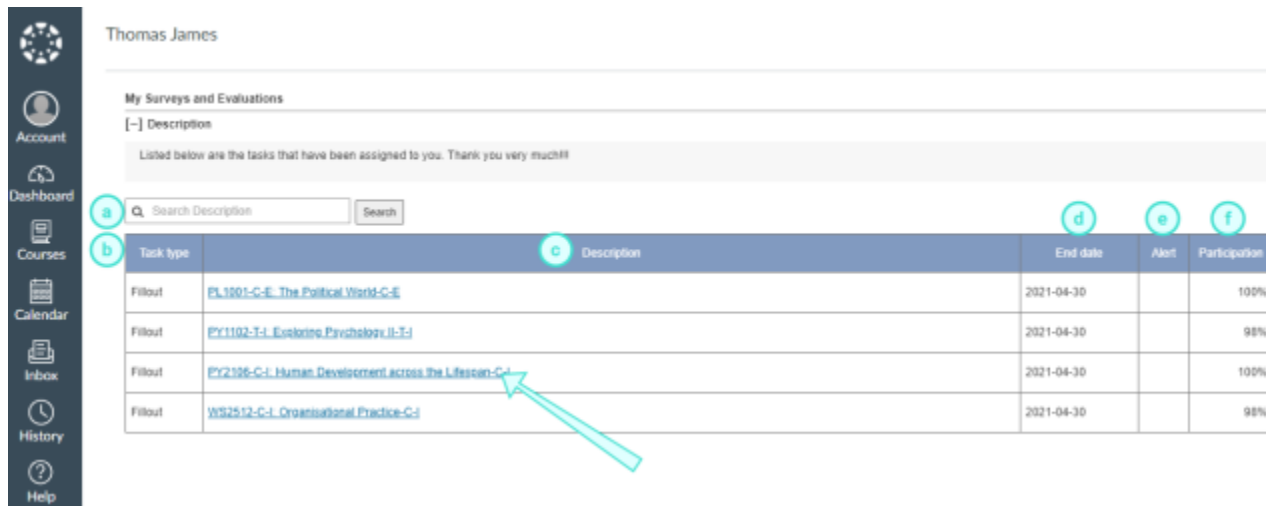 Thomas James
Account
Dashboard
Courses
Calendar
Inbox
History
Help
My Surveys and Evaluations
[–] Description
Listed below are the tasks that have been assigned to you. Thank you very much!!!
a Search Description Search
d e f
b Task type c Description End date Alert Participation
Fillout PL1001-C-E: The Political World-C-E 2021-04-30 100%
Fillout PY1102-T-I: Exploring Psychology II-T-I 2021-04-30 98%
Fillout PY2106-C-I: Human Development across the Lifespan-C-I 2021-04-30 100%
Fillout WS2512-C-I: Organisational Practice-C-I 2021-04-30 98%